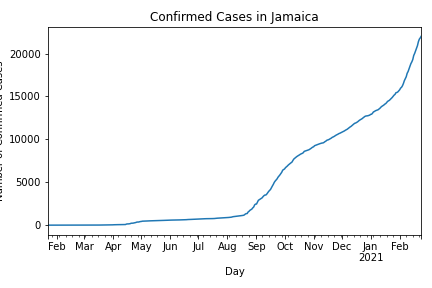 Confirmed Cases in Jamaica
Number of Confirmed Cases
20000
15000
10000
5000
0
Feb Mar Apr May Jun Jul Aug Sep Oct Nov Dec Jan Feb
2021
Day